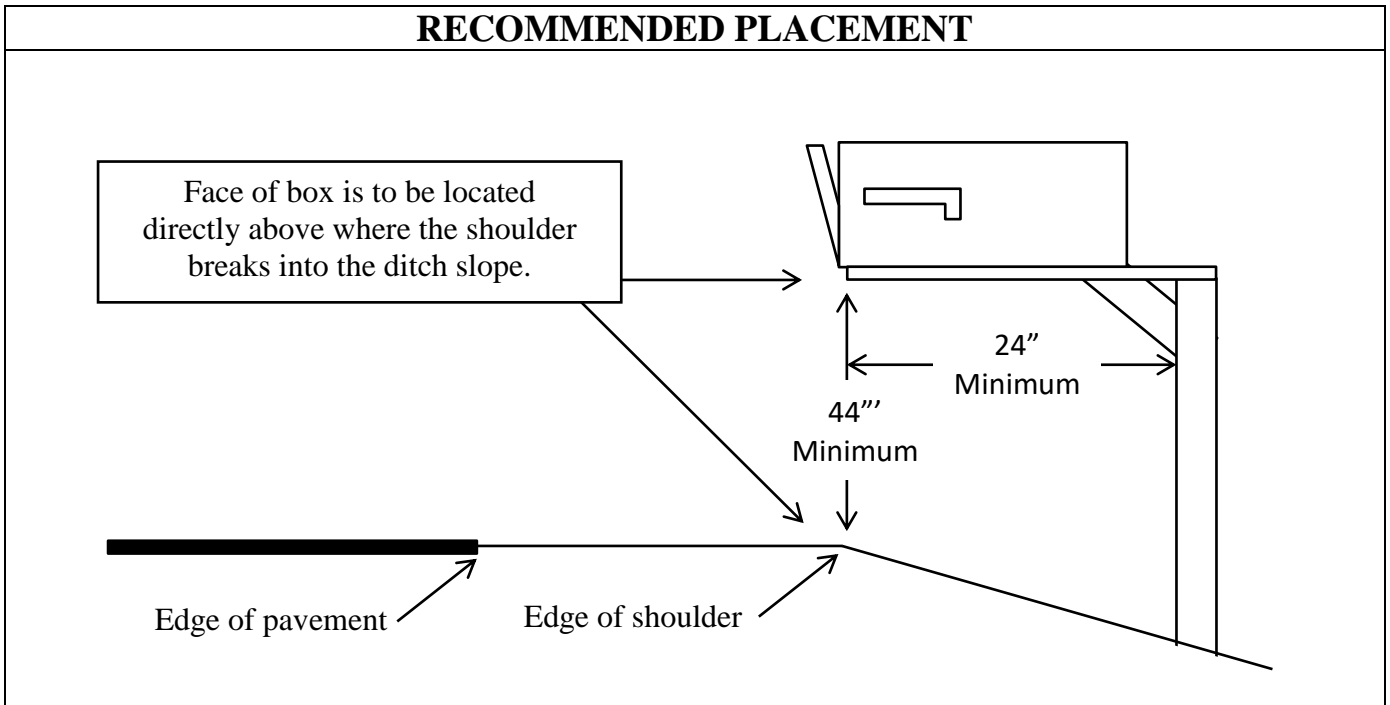 RECOMMENDED PLACEMENT
Face of box is to be located
directly above where the shoulder
breaks into the ditch slope.
24”
Minimum
44”’
Minimum
Edge of pavement
Edge of shoulder